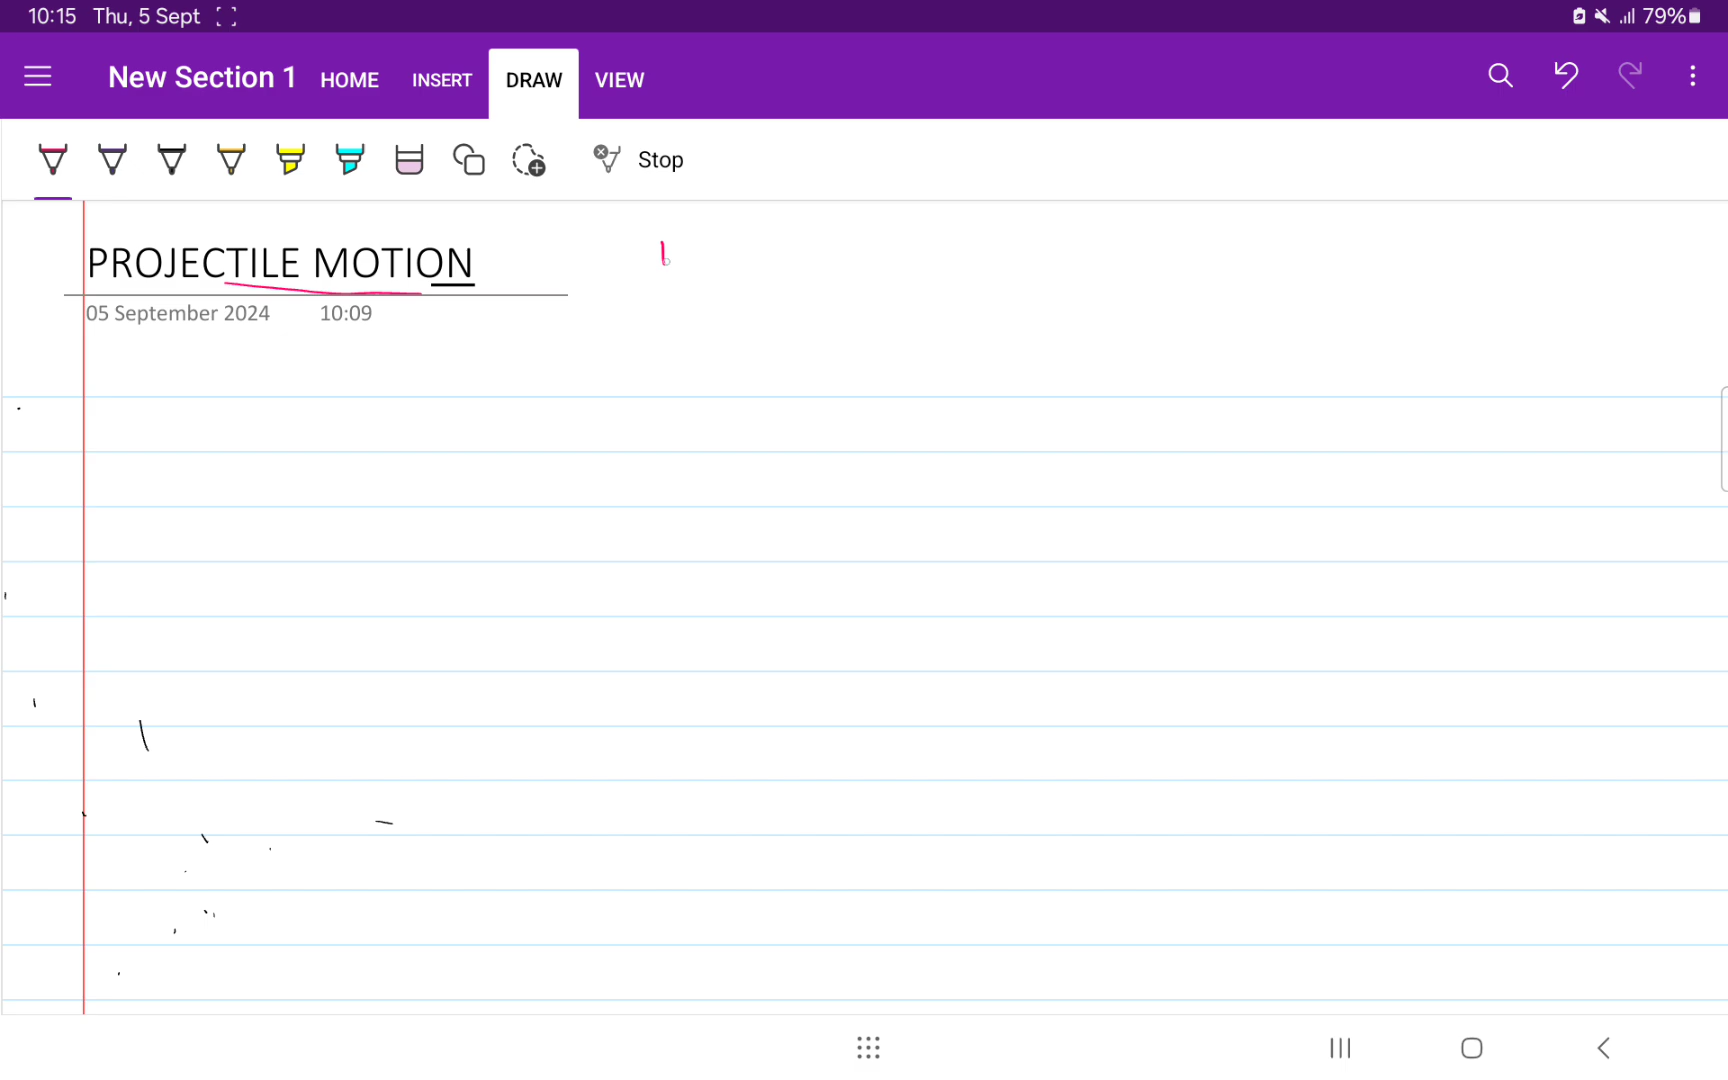 10:15 Thu, 5 Sept 79%
New Section 1 HOME INSERT DRAW VIEW
Stop
PROJECTILE MOTION
05 September 2024 10:09